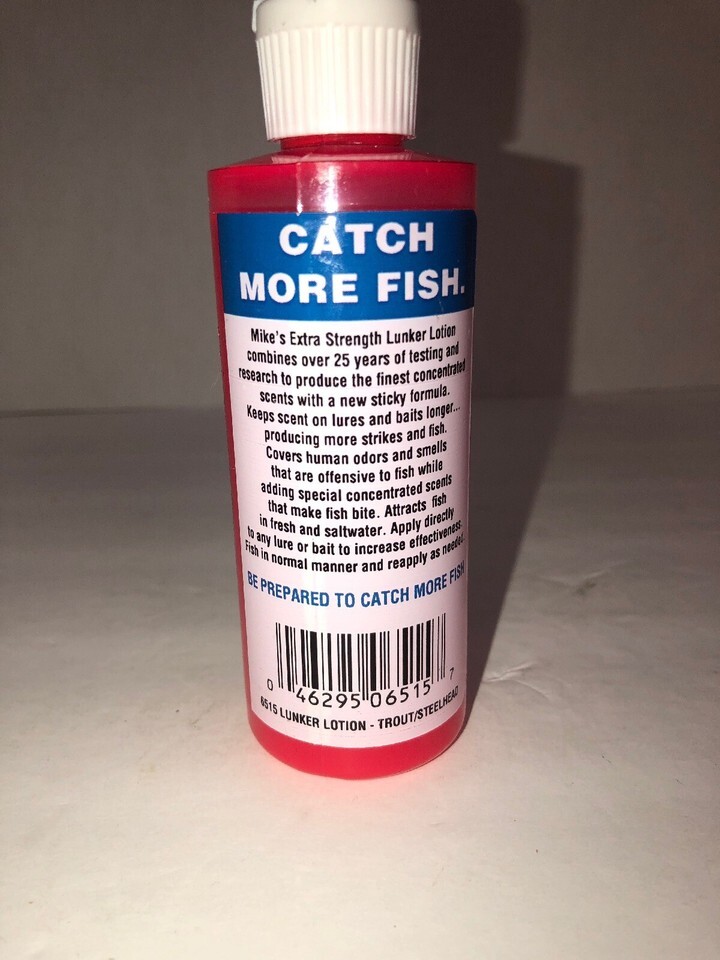 CATCH
MORE FISH.
Mike's Extra Strength Lunker Lotion
combines over 25 years of testing and
research to produce the finest concentrated
scents with a new sticky formula.
Keeps scent on lures and baits longer...
producing more strikes and fish.
Covers human odors and smells
that are offensive to fish while
adding special concentrated scents
that make fish bite. Attracts fish
in fresh and saltwater. Apply directly
to any lure or bait to increase effectiveness.
Fish in normal manner and reapply as needed.
BE PREPARED TO CATCH MORE FISH
0 46295 06515 7
6515 LUNKER LOTION - TROUT/STEELHEAD